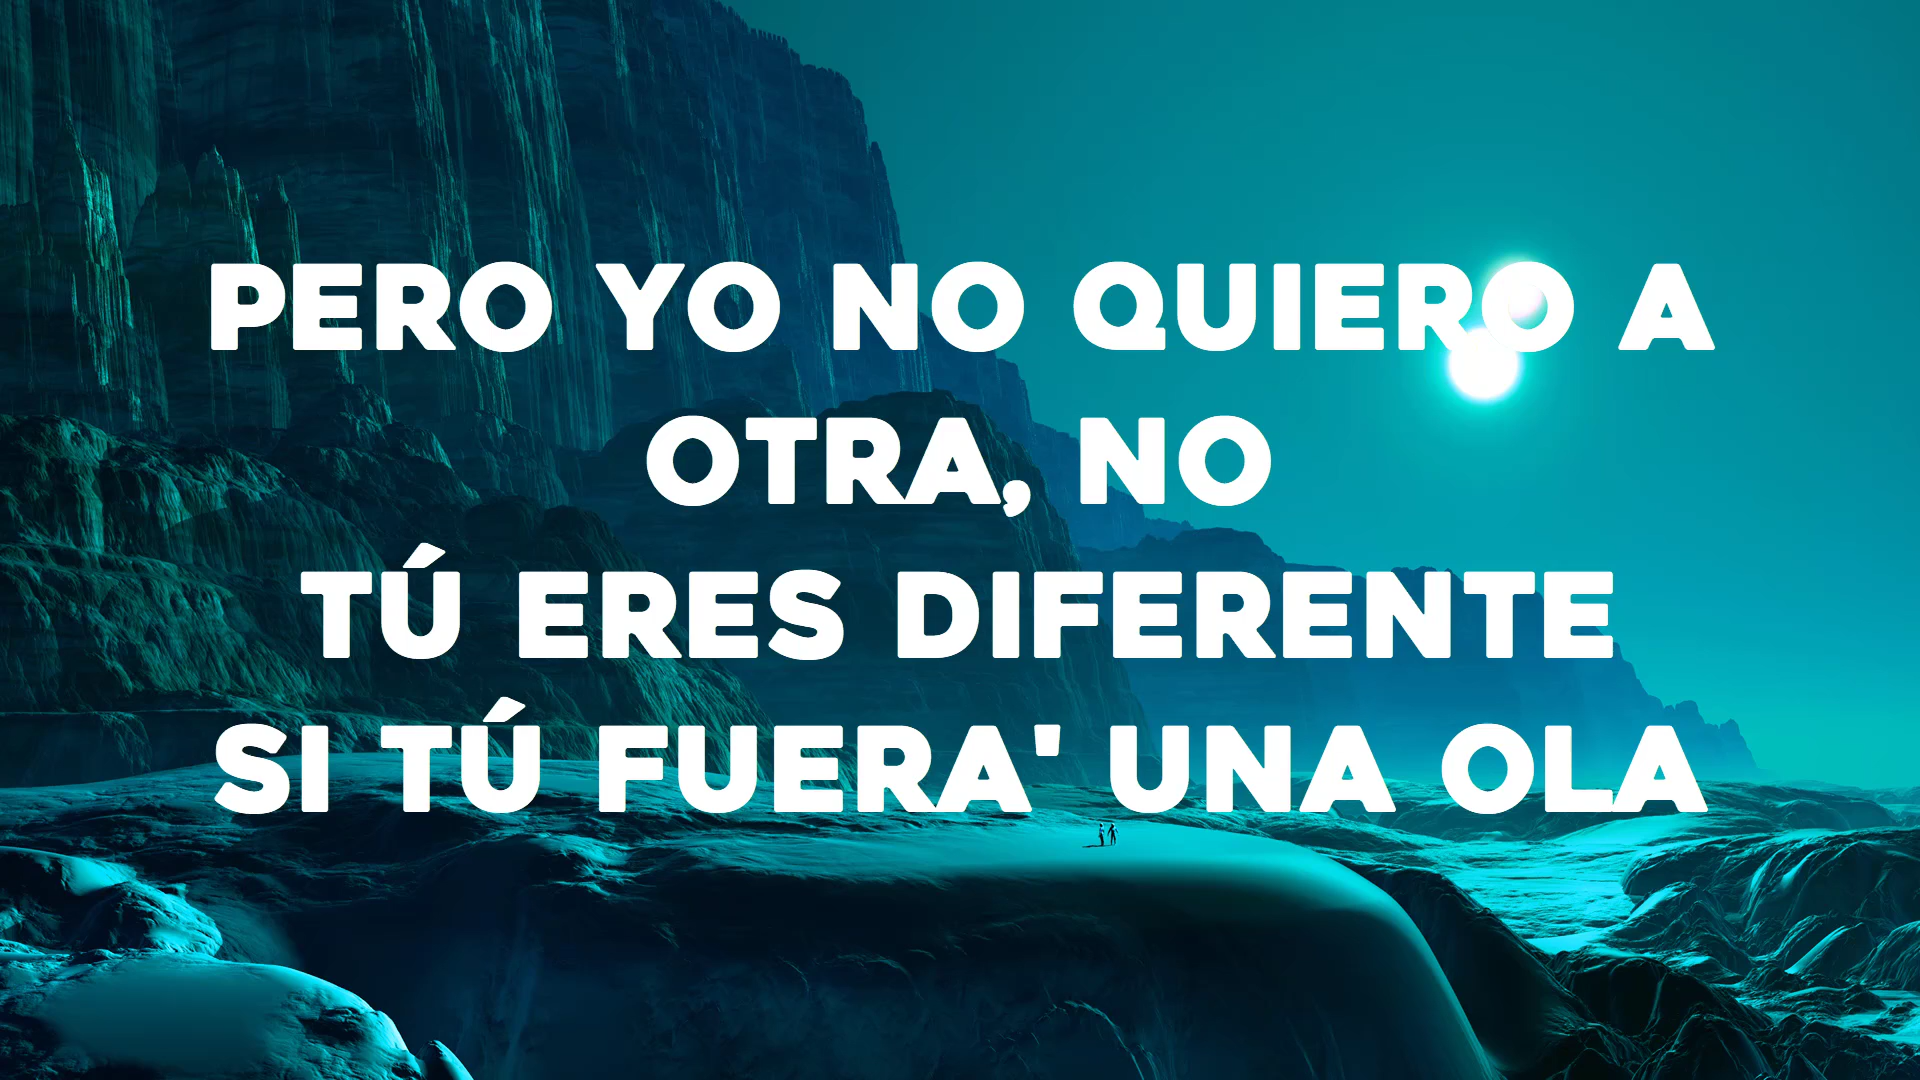 PERO YO NO QUIERO A
OTRA, NO
TÚ ERES DIFERENTE
SI TÚ FUERA' UNA OLA